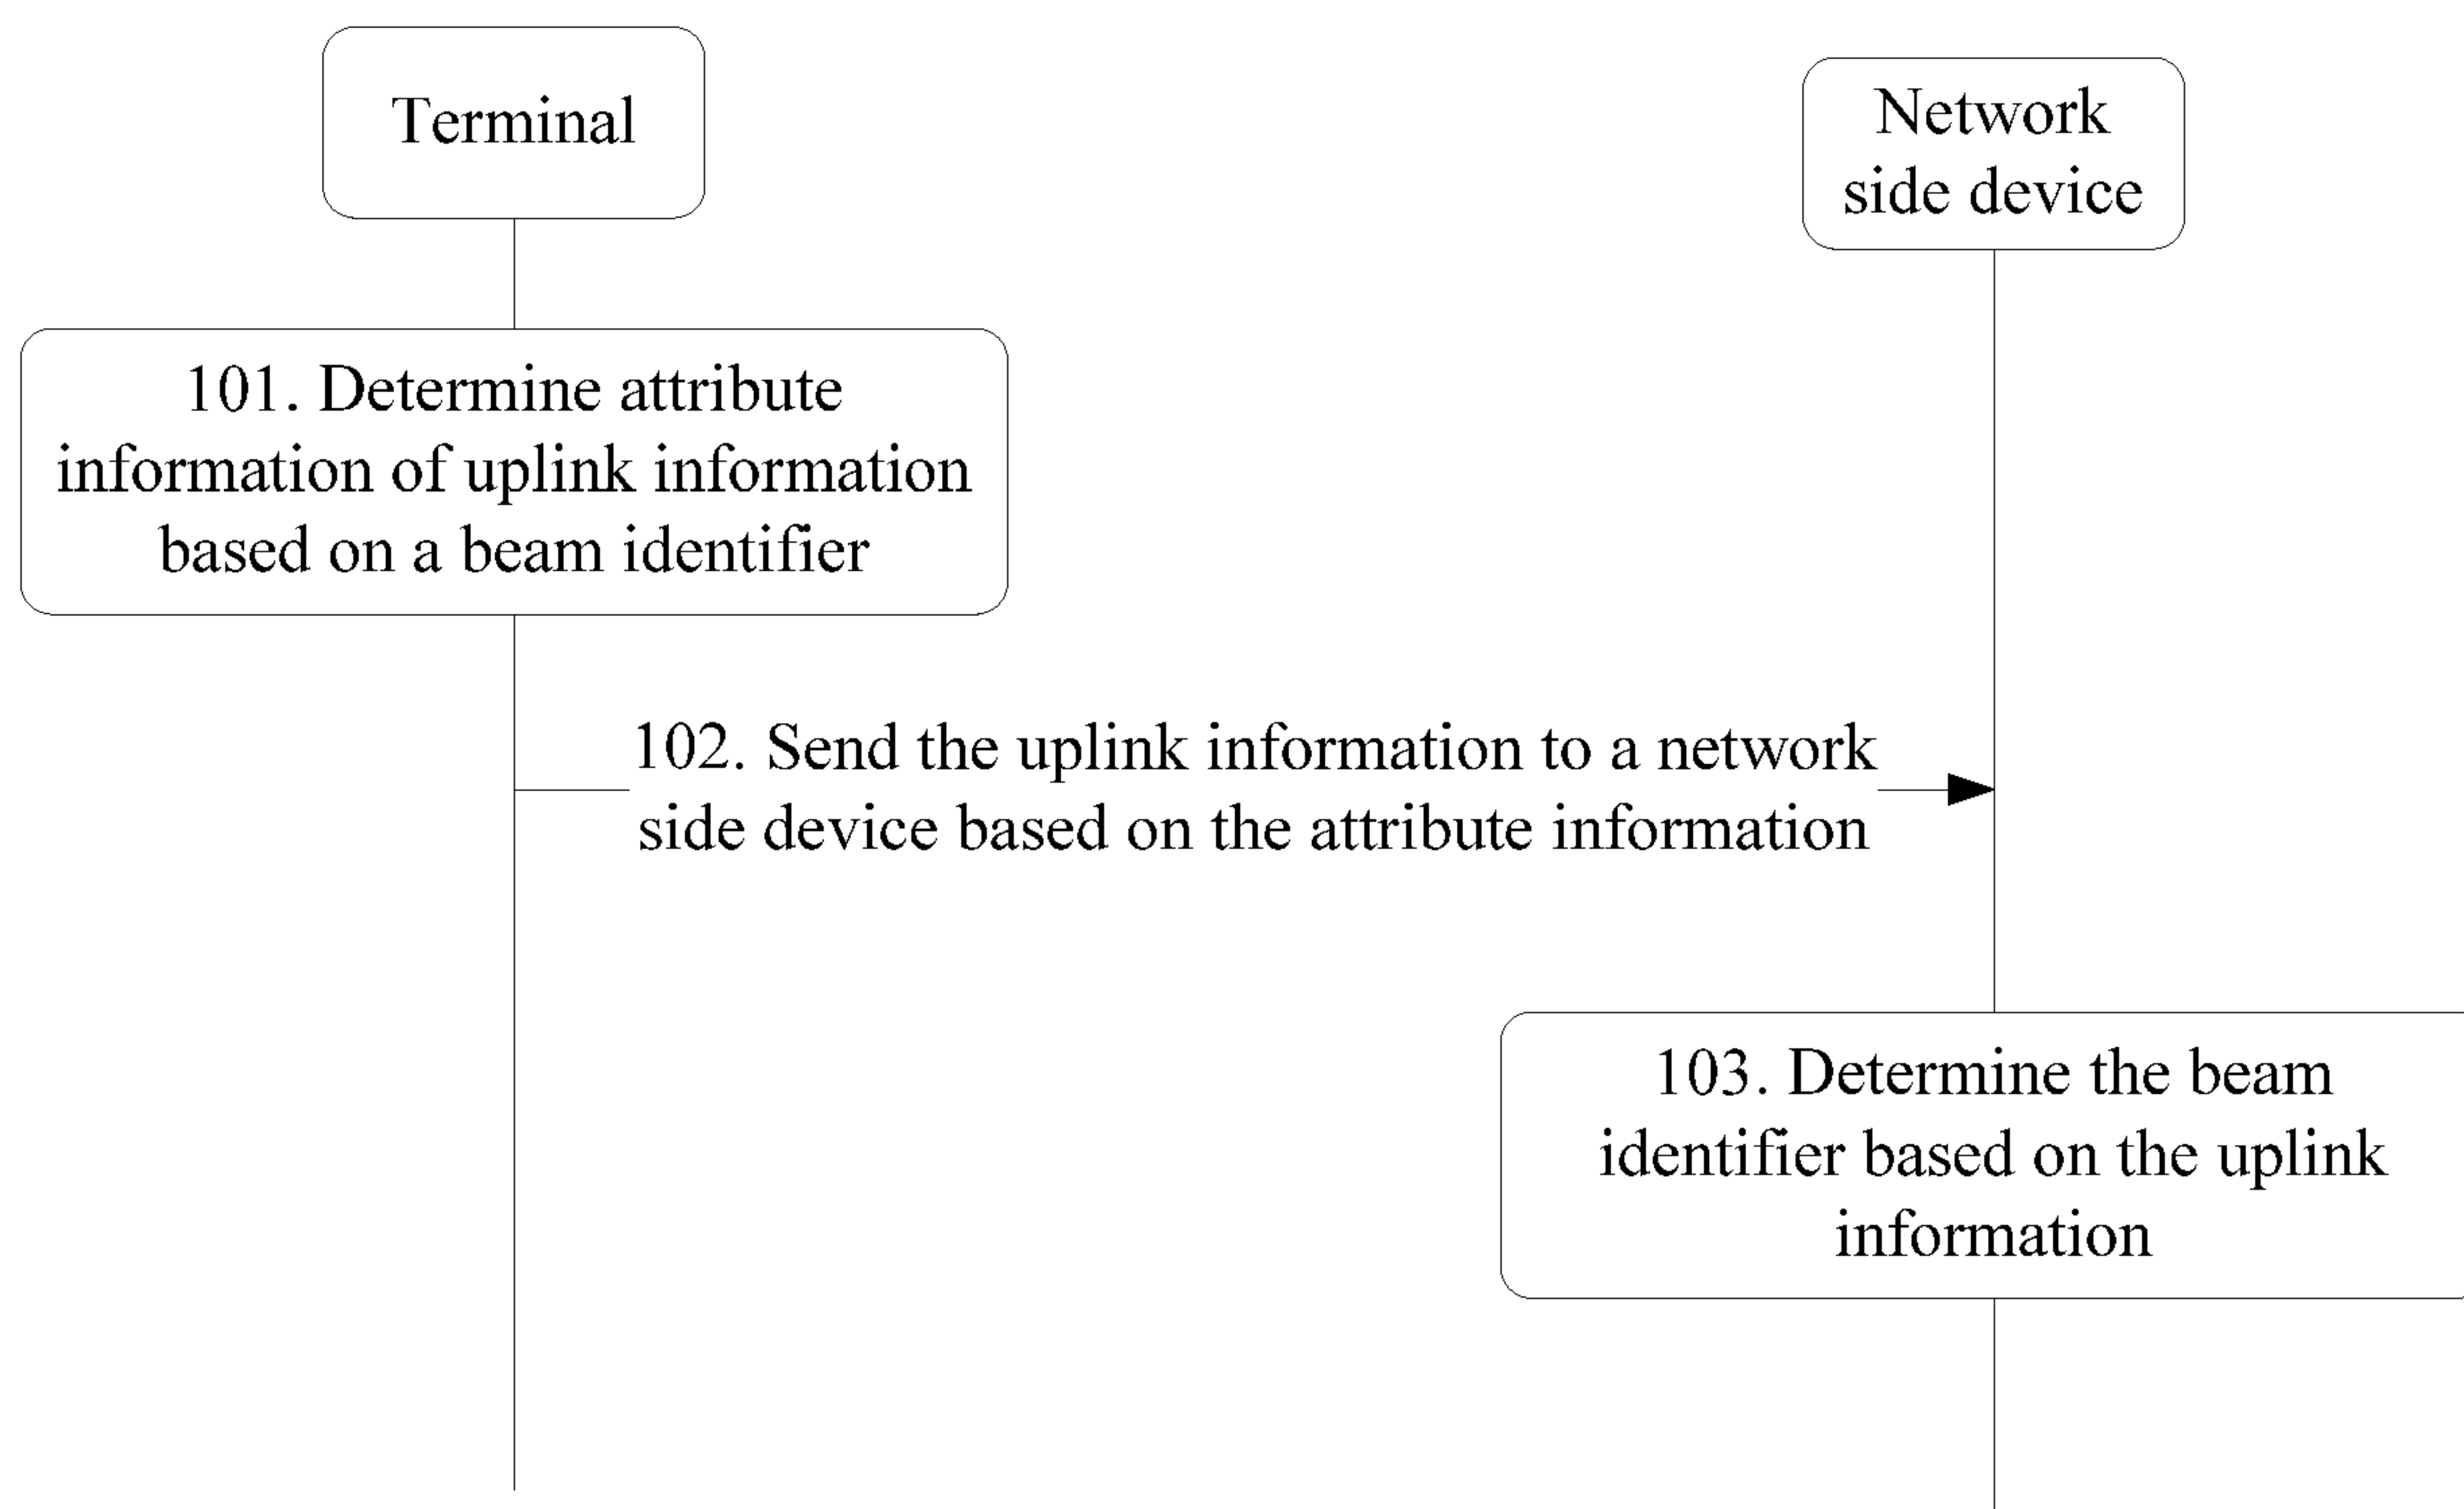 Terminal
Network
side device
101. Determine attribute
information of uplink information
based on a beam identifier
102. Send the uplink information to a network
side device based on the attribute information
103. Determine the beam
identifier based on the uplink
information